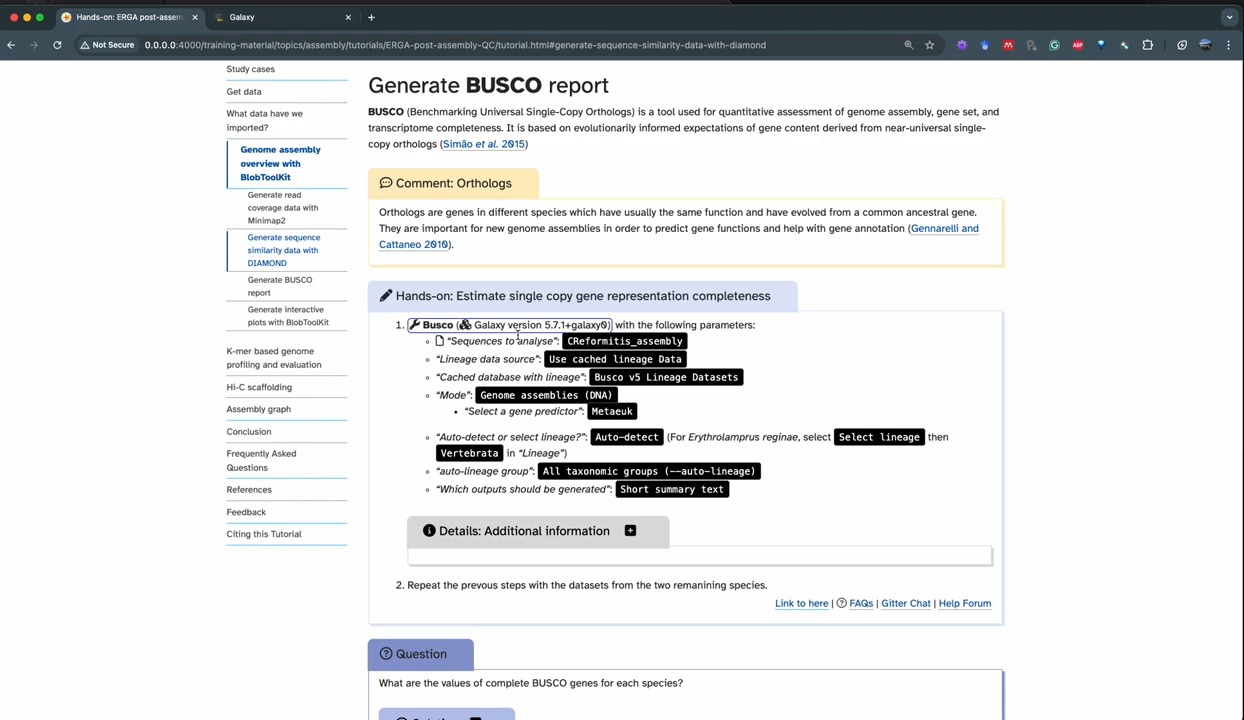 Hands-on: ERGA post-assem
Galaxy
Not Secure
0.0.0.0:4000/training-material/topics/assembly/tutorials/ERGA-post-assembly-QC/tutorial.html#generate-sequence-similarity-data-with-diamond
Study cases
Get data
What data have we
imported?
Genome assembly
overview with
BlobToolKit
Generate read
coverage data with
Minimap2
Generate sequence
similarity data with
DIAMOND
Generate BUSCO
report
Generate interactive
plots with BlobToolKit
K-mer based genome
profiling and evaluation
Hi-C scaffolding
Assembly graph
Conclusion
Frequently Asked
Questions
References
Feedback
Citing this Tutorial
Generate BUSCO report
BUSCO (Benchmarking Universal Single-Copy Orthologs) is a tool used for quantitative assessment of genome assembly, gene set, and
transcriptome completeness. It is based on evolutionarily informed expectations of gene content derived from near-universal single-
copy orthologs (Simão et al. 2015)
Comment: Orthologs
Orthologs are genes in different species which have usually the same function and have evolved from a common ancestral gene.
They are important for new genome assemblies in order to predict gene functions and help with gene annotation (Gennarelli and
Cattaneo 2010).
Hands-on: Estimate single copy gene representation completeness
1. Busco (Galaxy version 5.7.1+galaxy0) with the following parameters:
"Sequences to analyse": CReformitis_assembly
"Lineage data source": Use cached lineage Data
"Cached database with lineage": Busco v5 Lineage Datasets
"Mode": Genome assemblies (DNA)
"Select a gene predictor": Metaeuk
"Auto-detect or select lineage?": Auto-detect (For Erythrolamprus reginae, select Select lineage then
Vertebrata in "Lineage")
"auto-lineage group": All taxonomic groups (--auto-lineage)
"Which outputs should be generated": Short summary text
Details: Additional information
2. Repeat the prevous steps with the datasets from the two remanining species.
Link to here | FAQs | Gitter Chat | Help Forum
Question
What are the values of complete BUSCO genes for each species?